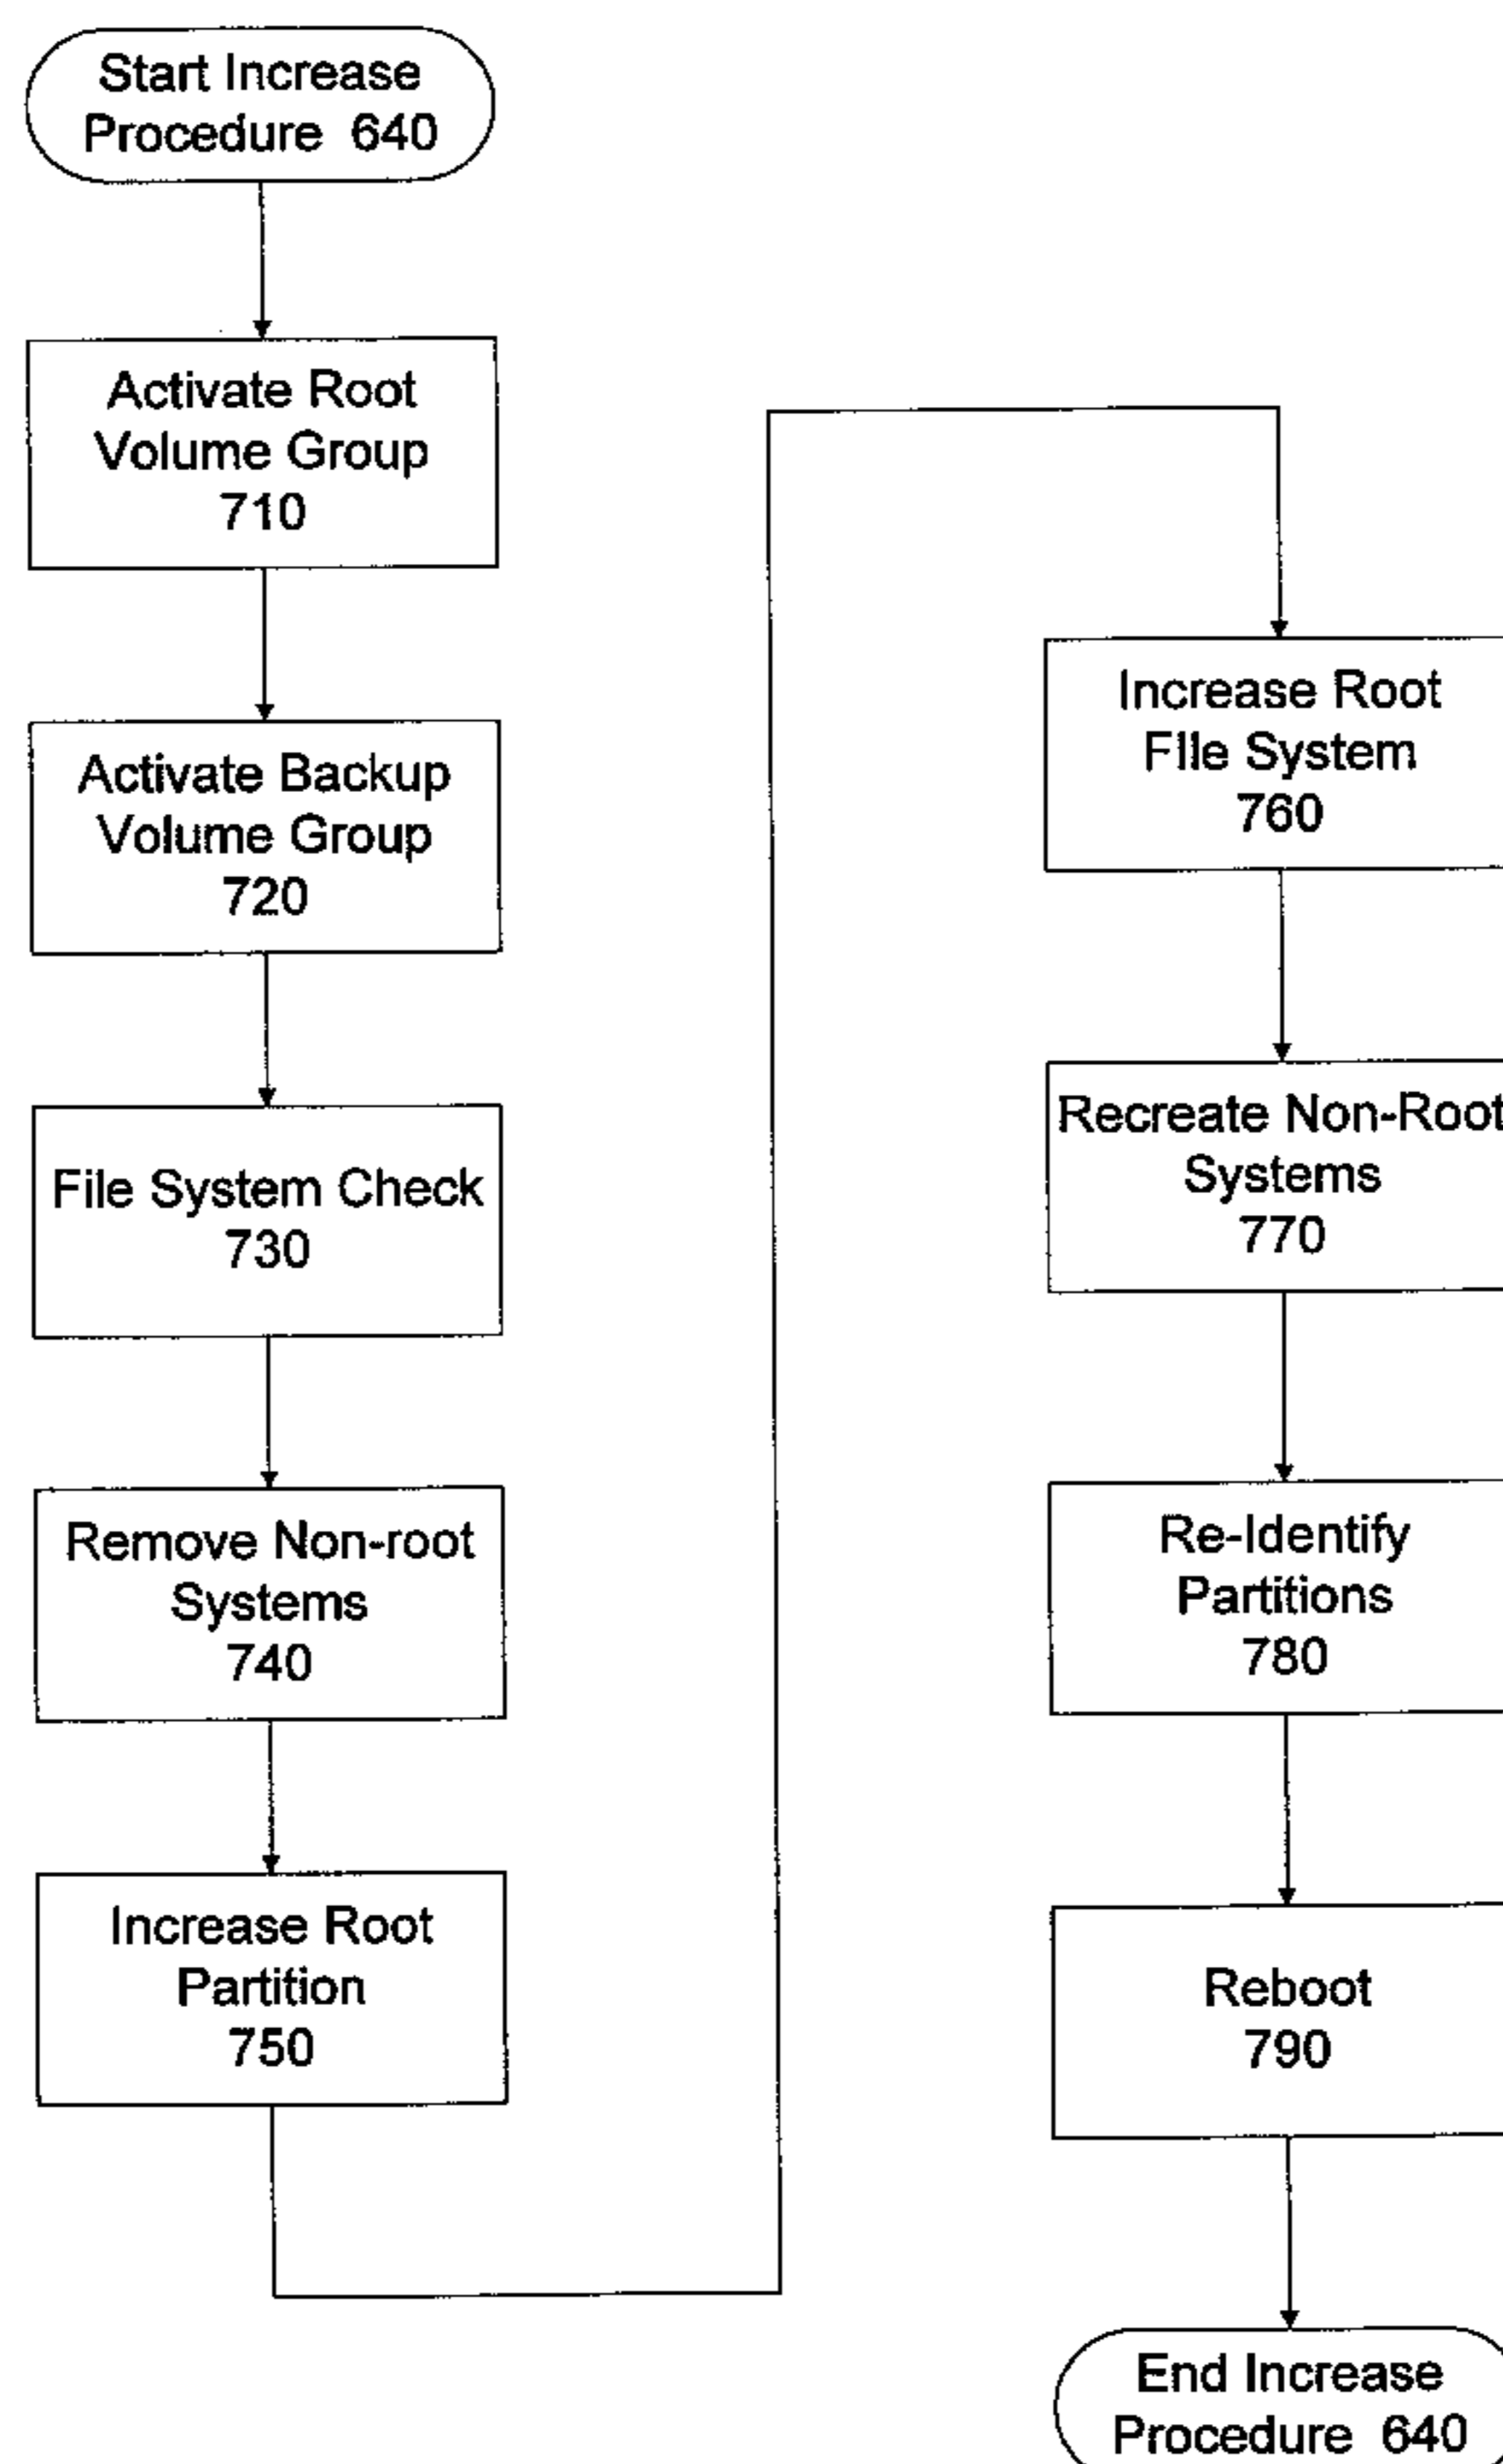 Start Increase
Procedure 640
Activate Root
Volume Group
710
Activate Backup
Volume Group
720
File System Check
730
Remove Non-root
Systems
740
Increase Root
Partition
750
Increase Root
File System
760
Recreate Non-Root
Systems
770
Re-Identify
Partitions
780
Reboot
790
End Increase
Procedure 640